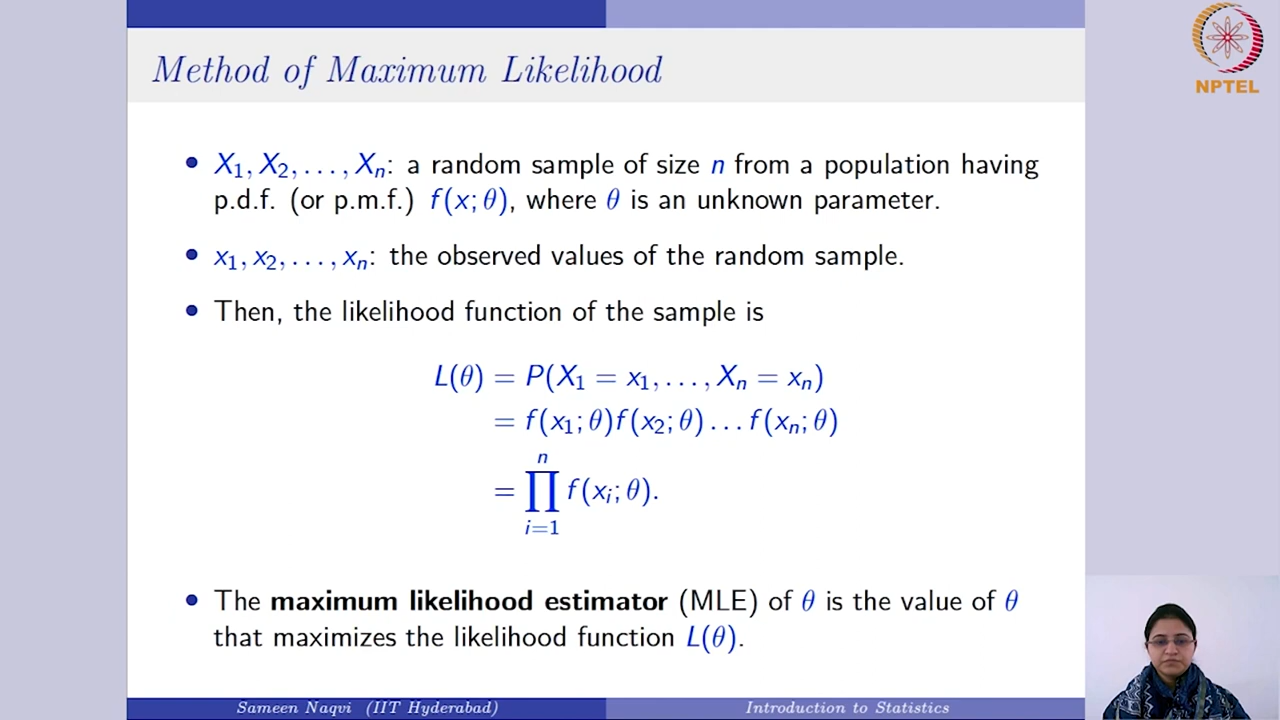 Method of Maximum Likelihood
NPTEL
• X₁, X₂, . . . , Xₙ: a random sample of size n from a population having
p.d.f. (or p.m.f.) f(x; θ), where θ is an unknown parameter.
• x₁, x₂, . . . , xₙ: the observed values of the random sample.
• Then, the likelihood function of the sample is
L(θ) = P(X₁ = x₁, . . . , Xₙ = xₙ)
= f(x₁; θ)f(x₂; θ) . . . f(xₙ; θ)
= ∏ᵢ₌₁ⁿ f(xᵢ; θ).
• The maximum likelihood estimator (MLE) of θ is the value of θ
that maximizes the likelihood function L(θ).
Sameen Naqvi (IIT Hyderabad)
Introduction to Statistics